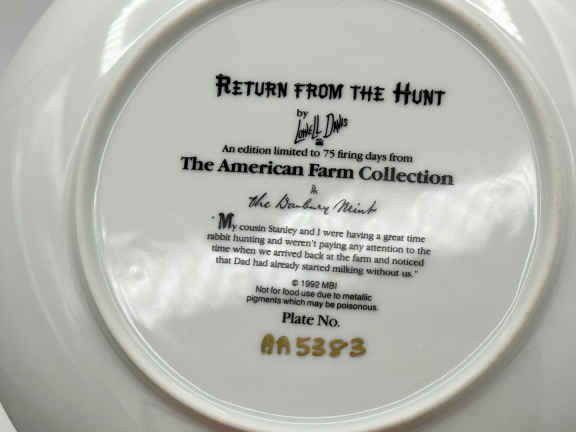 RETURN FROM THE HUNT
by
LOWELL DAVIS
An edition limited to 75 firing days from
The American Farm Collection
The Danbury Mint
"My cousin Stanley and I were having a great time
rabbit hunting and weren't paying any attention to the
time when we arrived back at the farm and noticed
that Dad had already started milking without us."
© 1992 MBI
Not for food use due to metallic
pigments which may be poisonous.
Plate No.
AA5383